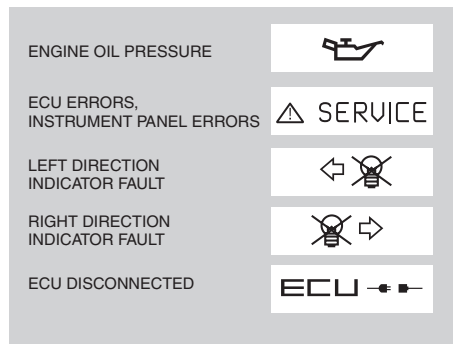 ENGINE OIL PRESSURE
ECU ERRORS,
INSTRUMENT PANEL ERRORS
SERVICE
LEFT DIRECTION
INDICATOR FAULT
RIGHT DIRECTION
INDICATOR FAULT
ECU DISCONNECTED
ECU